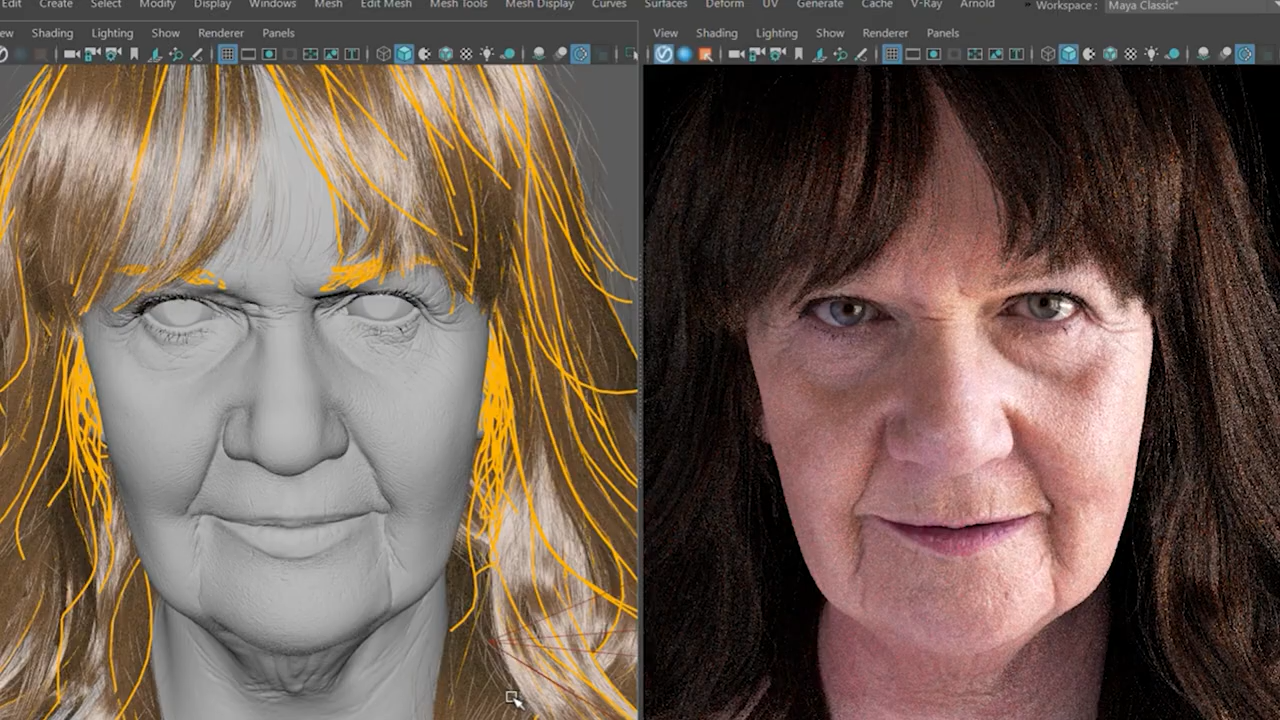 Edit Create Select Modify Display Windows Mesh Edit Mesh Mesh Tools Mesh Display Curves Surfaces Deform UV Generate Cache V-Ray Arnold Workspace : Maya Classic*
ew Shading Lighting Show Renderer Panels
View Shading Lighting Show Renderer Panels